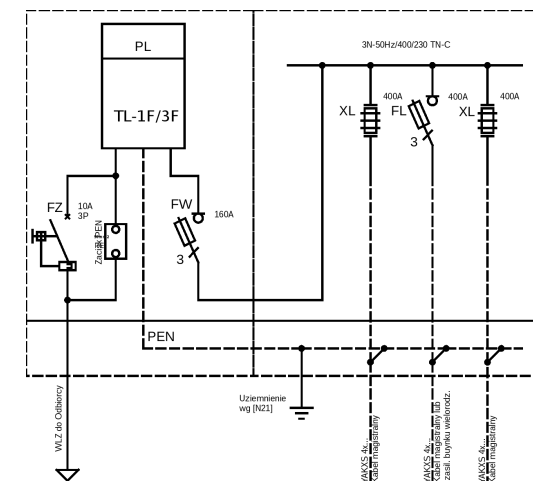 PL
TL-1F/3F
3N-50Hz/400/230 TN-C
400A
400A
400A
XL
FL
XL
3
FZ
10A
3P
Zacisk PEN
FW
160A
3
PEN
WLZ do Odbiorcy
Uziemnienie
wg [N21]
YAKXS 4x...
Kabel magistralny
YAKXS 4x...
Kabel magistralny lub
zasil. buynku wielorodz.
YAKXS 4x...
Kabel magistralny